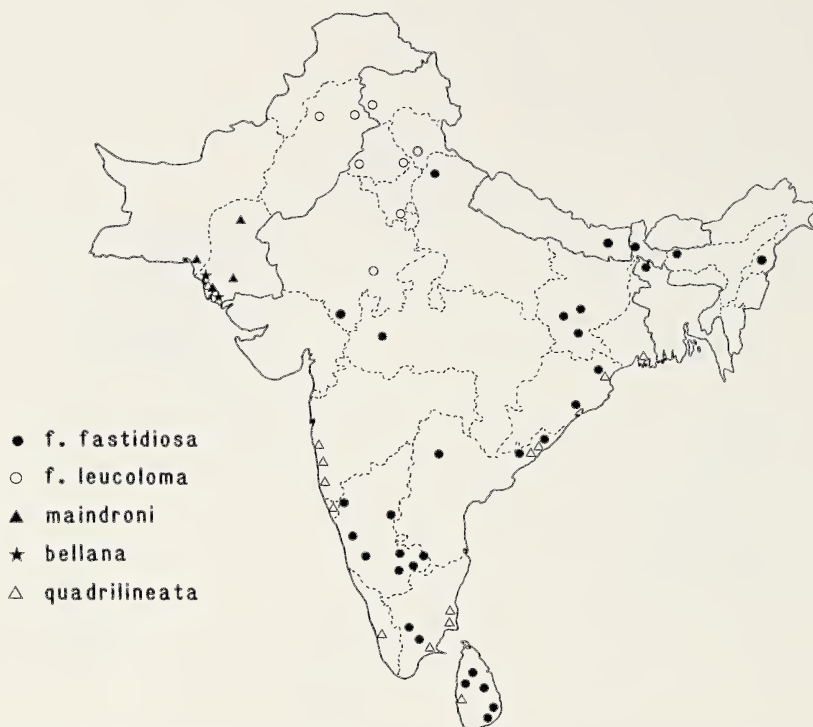 f. fastidiosa
f. leucoloma
maindroni
bellana
quadrilineata